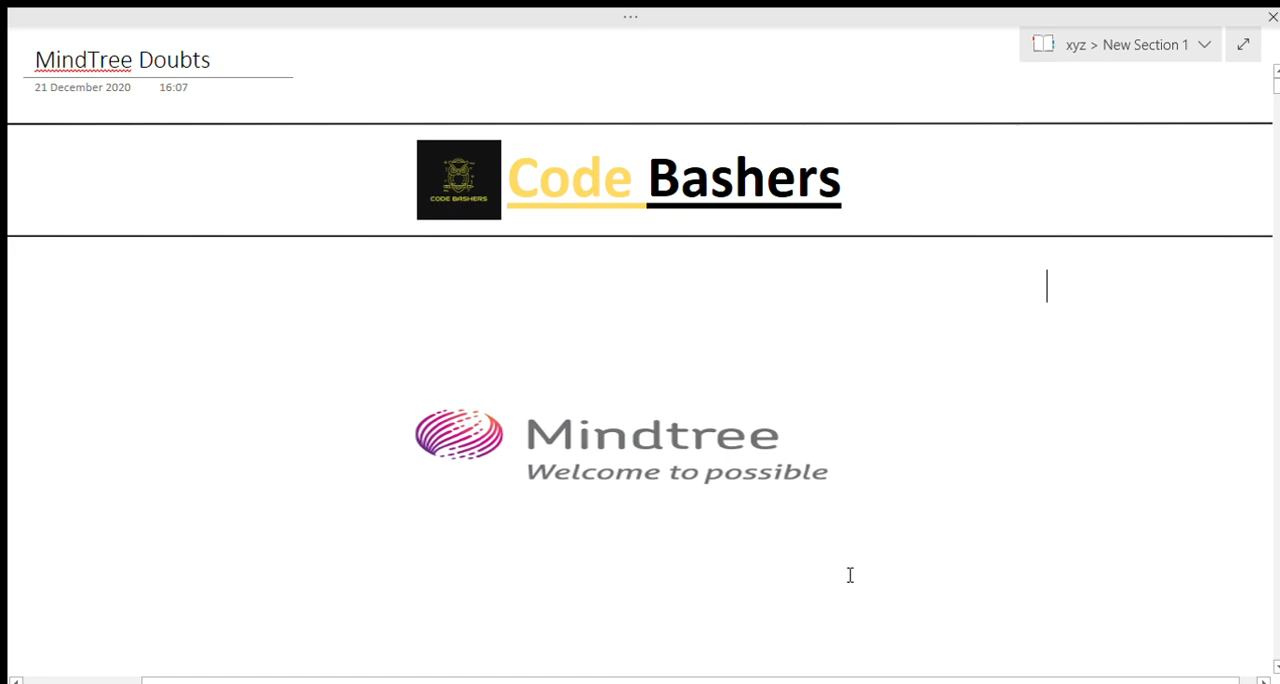 xyz > New Section 1
MindTree Doubts
21 December 2020 16:07
CODE BASHERS
Code Bashers
Mindtree
Welcome to possible